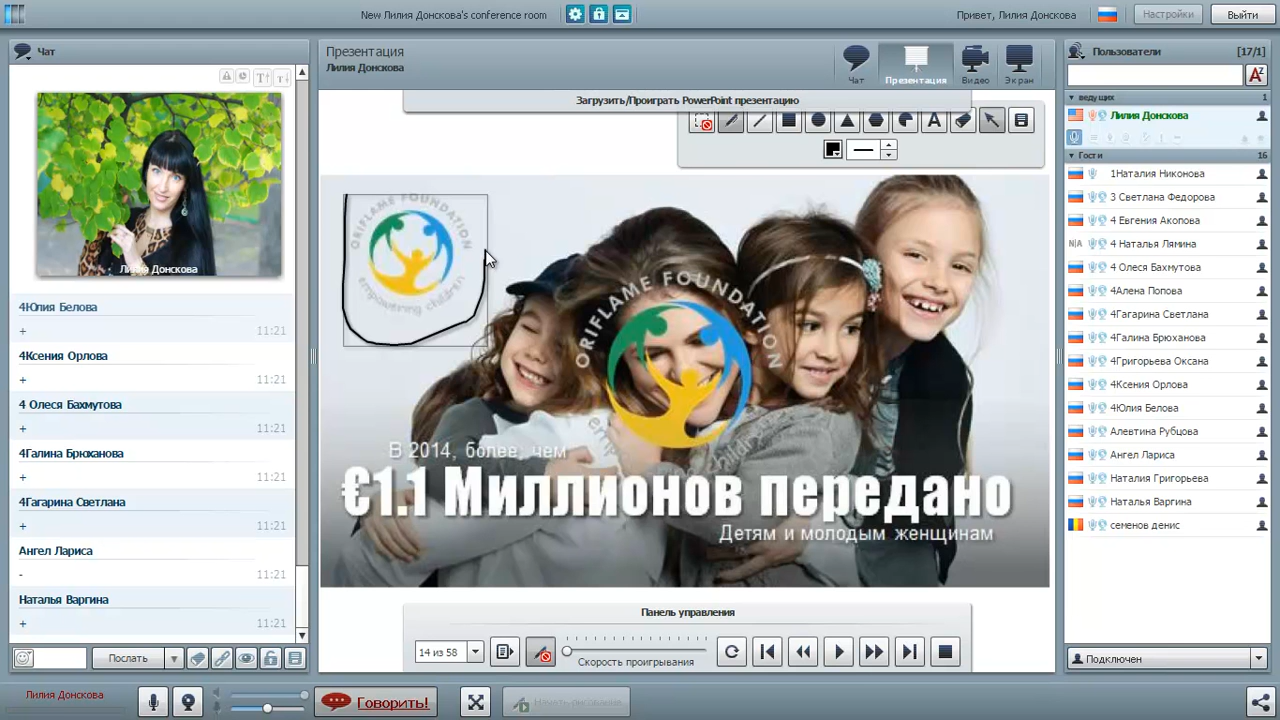 New Лилия Донскова's conference room
Привет, Лилия Донскова
Настройки
Выйти
Чат
Лилия Донскова
4Юлия Белова
+
11:21
4Ксения Орлова
+
11:21
4 Олеся Бахмутова
+
11:21
4Галина Брюханова
+
11:21
4Гагарина Светлана
+
11:21
Ангел Лариса
-
11:21
Наталья Варгина
+
11:21
Послать
Презентация
Лилия Донскова
Чат
Презентация
Видео
Экран
Загрузить/Проиграть PowerPoint презентацию
ORIFLAME FOUNDATION
В 2014, более, чем
€1.1 Миллионов передано
Детям и молодым женщинам
Панель управления
14 из 58
Скорость проигрывания
Пользователи
[17/1]
ведущих 1
Лилия Донскова
Гости 16
1Наталия Никонова
3 Светлана Федорова
4 Евгения Акопова
N/A 4 Наталья Лямина
4 Олеся Бахмутова
4Алена Попова
4Гагарина Светлана
4Галина Брюханова
4Григорьева Оксана
4Ксения Орлова
4Юлия Белова
Алевтина Рубцова
Ангел Лариса
Наталия Григорьева
Наталья Варгина
семенов денис
Подключен
Лилия Донскова
Говорить!